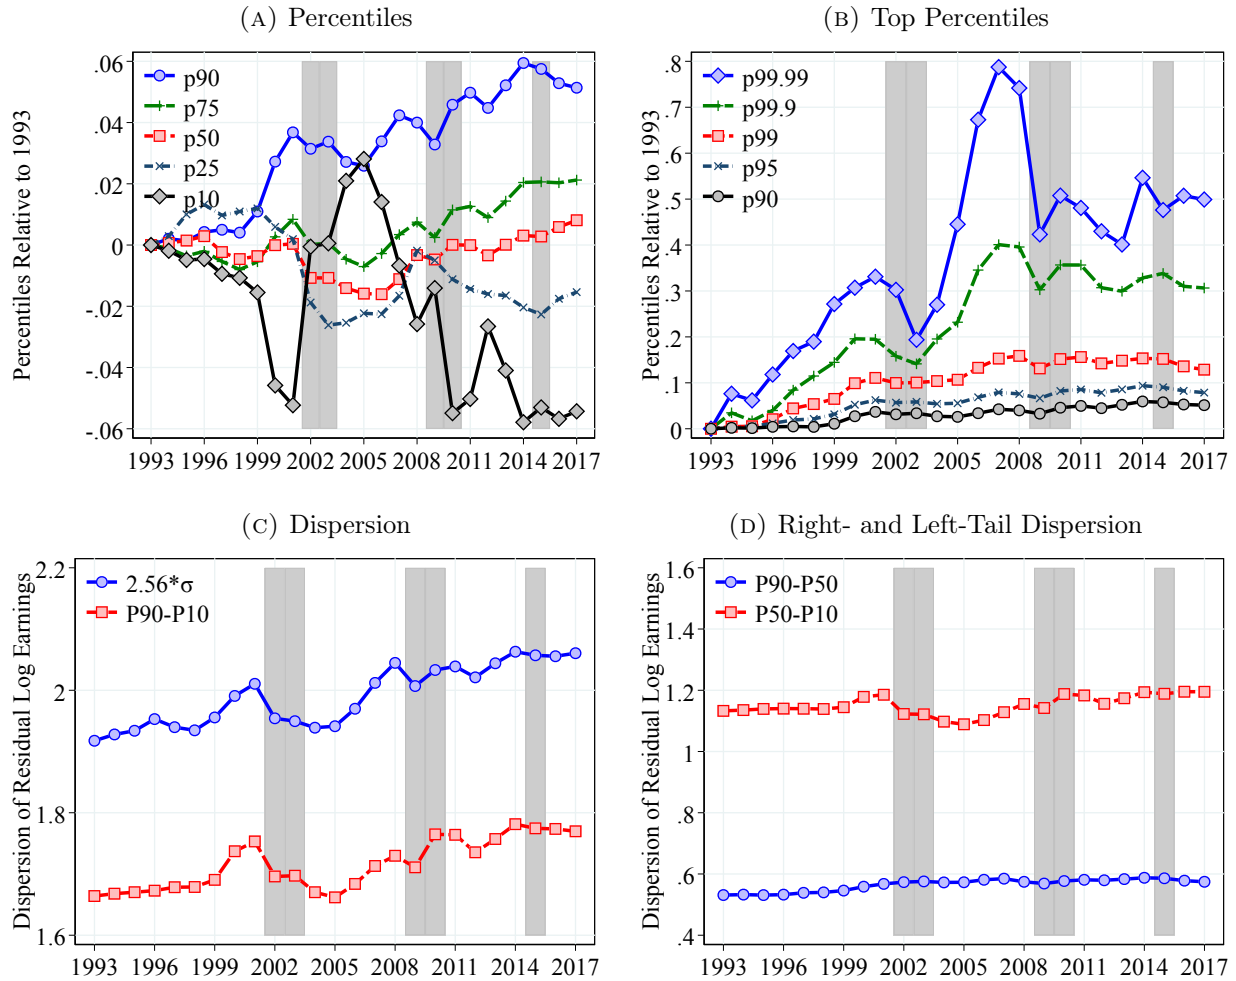 (A) Percentiles
Percentiles Relative to 1993
.06
.04
.02
0
-.02
-.04
-.06
p90
p75
p50
p25
p10
1993 1996 1999 2002 2005 2008 2011 2014 2017
(B) Top Percentiles
Percentiles Relative to 1993
.8
.7
.6
.5
.4
.3
.2
.1
0
p99.99
p99.9
p99
p95
p90
1993 1996 1999 2002 2005 2008 2011 2014 2017
(C) Dispersion
Dispersion of Residual Log Earnings
2.2
2
1.8
1.6
2.56*σ
P90-P10
1993 1996 1999 2002 2005 2008 2011 2014 2017
(D) Right- and Left-Tail Dispersion
Dispersion of Residual Log Earnings
1.6
1.4
1.2
1
.8
.6
.4
P90-P50
P50-P10
1993 1996 1999 2002 2005 2008 2011 2014 2017